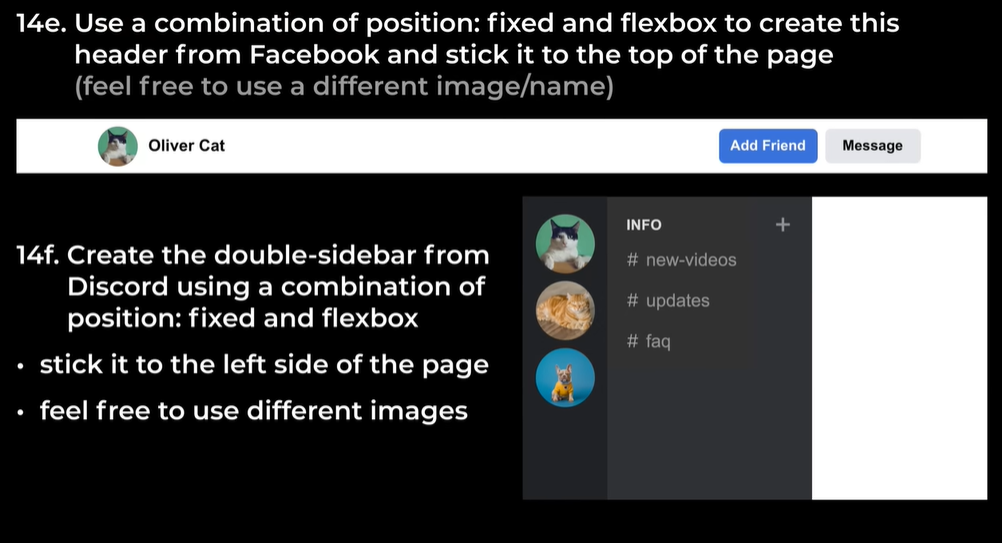 14e. Use a combination of position: fixed and flexbox to create this
header from Facebook and stick it to the top of the page
(feel free to use a different image/name)
Oliver Cat
Add Friend
Message
14f. Create the double-sidebar from
Discord using a combination of
position: fixed and flexbox
• stick it to the left side of the page
• feel free to use different images
INFO +
# new-videos
# updates
# faq